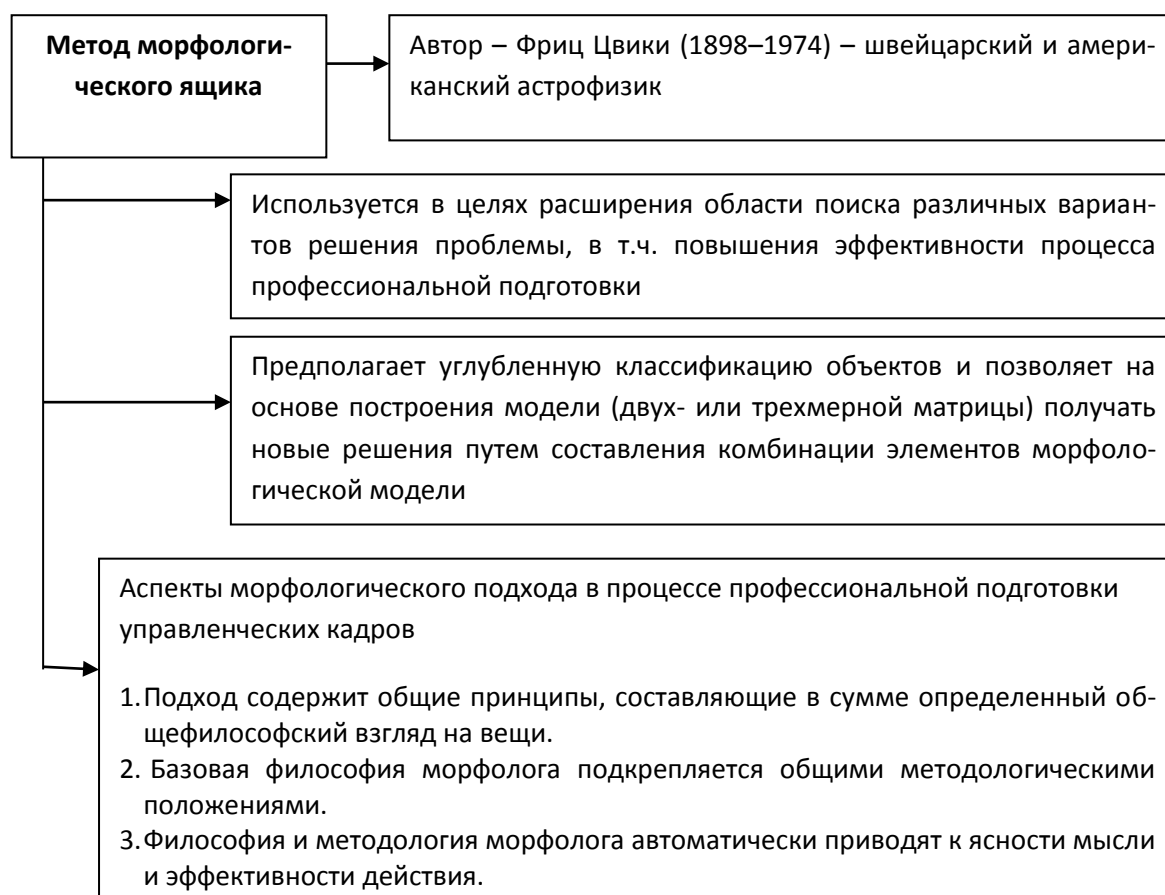 Метод морфологи-
ческого ящика
Автор – Фриц Цвики (1898–1974) – швейцарский и амери-
канский астрофизик
Используется в целях расширения области поиска различных вариан-
тов решения проблемы, в т.ч. повышения эффективности процесса
профессиональной подготовки
Предполагает углубленную классификацию объектов и позволяет на
основе построения модели (двух- или трехмерной матрицы) получать
новые решения путем составления комбинации элементов морфоло-
гической модели
Аспекты морфологического подхода в процессе профессиональной подготовки
управленческих кадров
1.Подход содержит общие принципы, составляющие в сумме определенный об-
щефилософский взгляд на вещи.
2. Базовая философия морфолога подкрепляется общими методологическими
положениями.
3.Философия и методология морфолога автоматически приводят к ясности мысли
и эффективности действия.